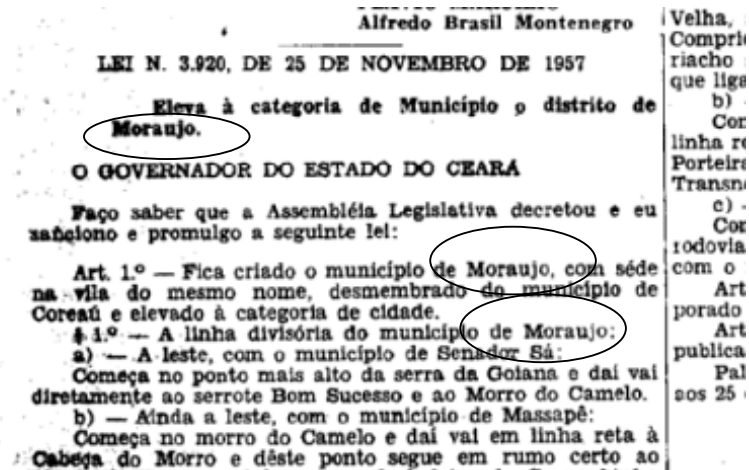 Alfredo Brasil Montenegro
LEI N. 3.920, DE 25 DE NOVEMBRO DE 1957
Eleva à categoria de Município o distrito de
Moraujo.
O GOVERNADOR DO ESTADO DO CEARÁ
Faço saber que a Assembléia Legislativa decretou e eu
sanciono e promulgo a seguinte lei:
Art. 1.º — Fica criado o município de Moraujo, com séde
na vila do mesmo nome, desmembrado do município de
Coreaú e elevado à categoria de cidade.
§ 1.º — A linha divisória do município de Moraujo:
a) — A leste, com o município de Senador Sá:
Começa no ponto mais alto da serra da Goiana e daí vai
diretamente ao serrote Bom Sucesso e ao Morro do Camelo.
b) — Ainda a leste, com o município de Massapê:
Começa no morro do Camelo e daí vai em linha reta à
Cabeça do Morro e dêste ponto segue em rumo certo ao
Velha,
Comprie
riacho
que liga
b) —
Con
linha re
Porteira
Transno
c) -
Con
rodovia
com o
Art
porado
Art
publica
Pal
aos 25